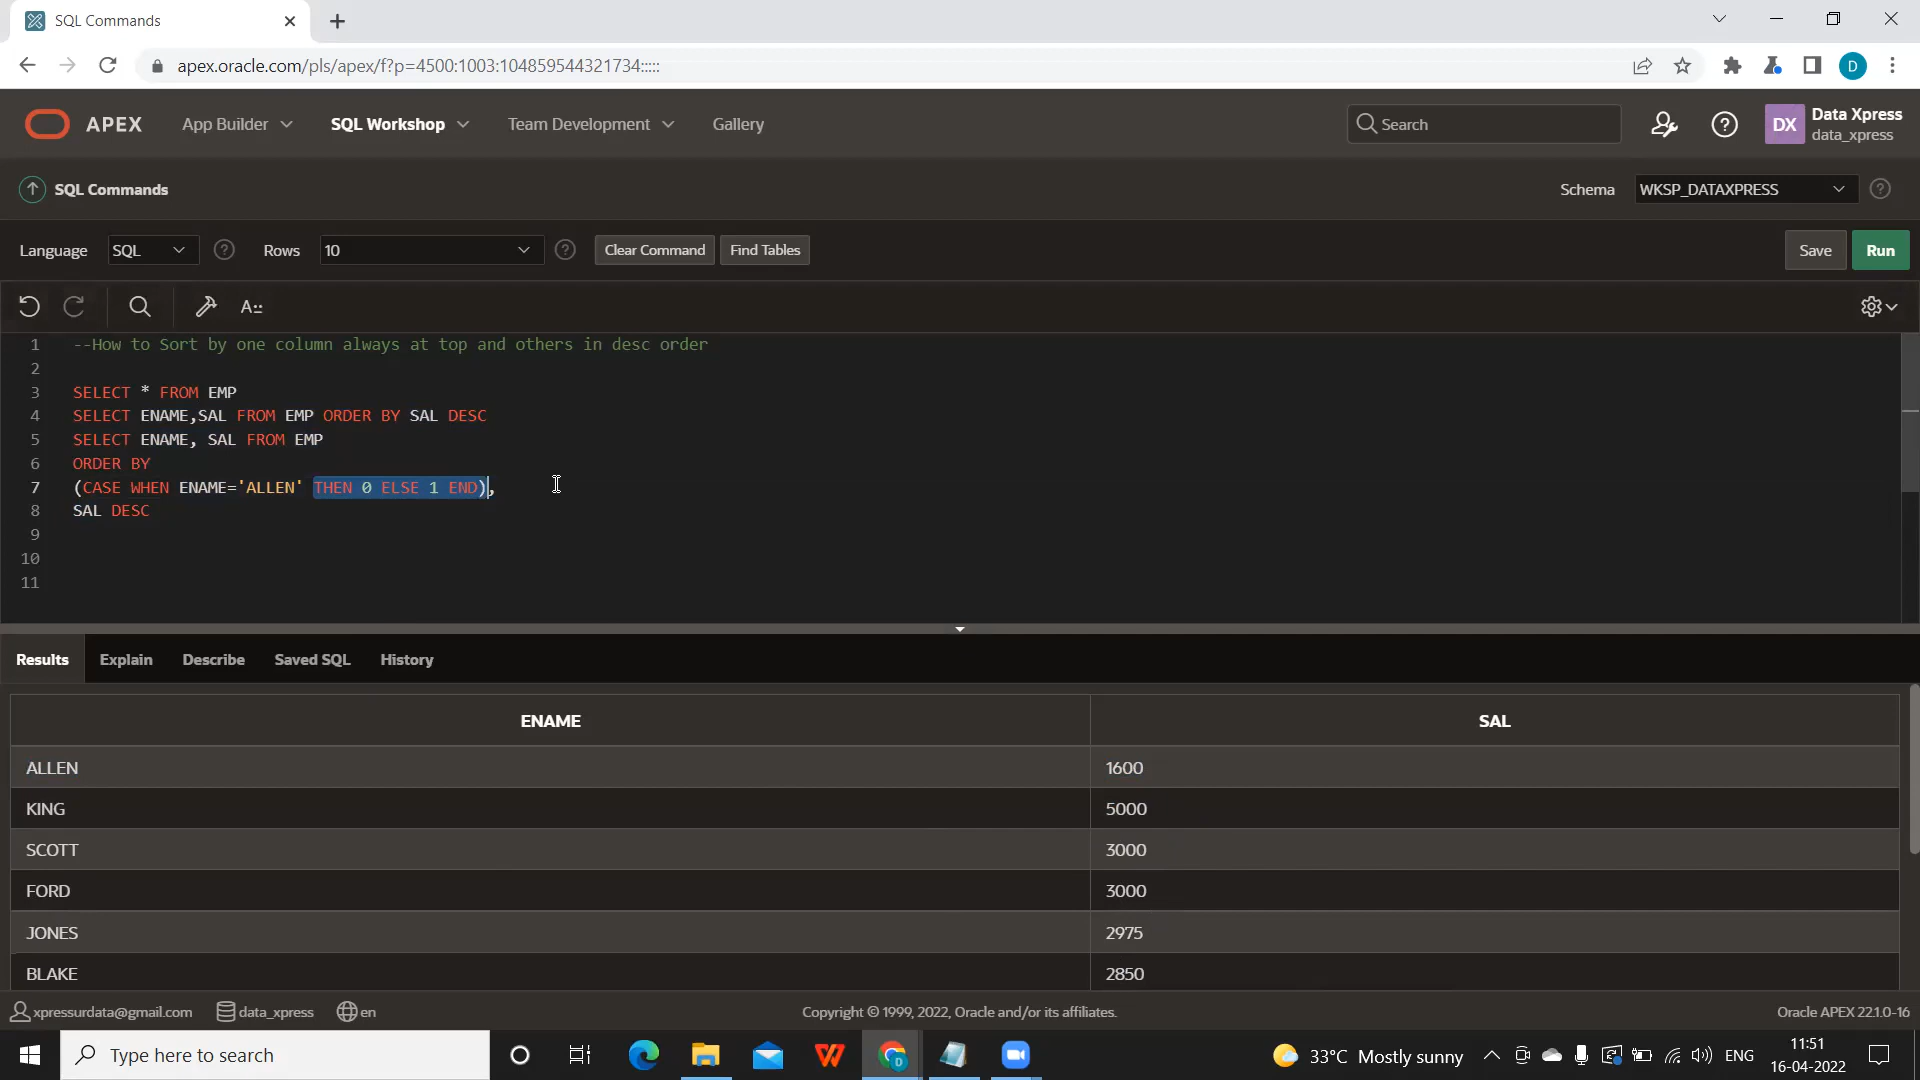 SQL Commands
apex.oracle.com/pls/apex/f?p=4500:1003:104859544321734:::::
D
APEX App Builder SQL Workshop Team Development Gallery Search DX Data Xpress
data_xpress
SQL Commands Schema WKSP_DATAXPRESS
Language SQL Rows 10 Clear Command Find Tables Save Run
A::
1 --How to Sort by one column always at top and others in desc order
2
3 SELECT * FROM EMP
4 SELECT ENAME,SAL FROM EMP ORDER BY SAL DESC
5 SELECT ENAME, SAL FROM EMP
6 ORDER BY
7 (CASE WHEN ENAME='ALLEN' THEN 0 ELSE 1 END),
8 SAL DESC
9
10
11
Results Explain Describe Saved SQL History
ENAME SAL
ALLEN 1600
KING 5000
SCOTT 3000
FORD 3000
JONES 2975
BLAKE 2850
xpressurdata@gmail.com data_xpress en Copyright © 1999, 2022, Oracle and/or its affiliates. Oracle APEX 22.1.0-16
Type here to search 33°C Mostly sunny ENG 11:51
16-04-2022